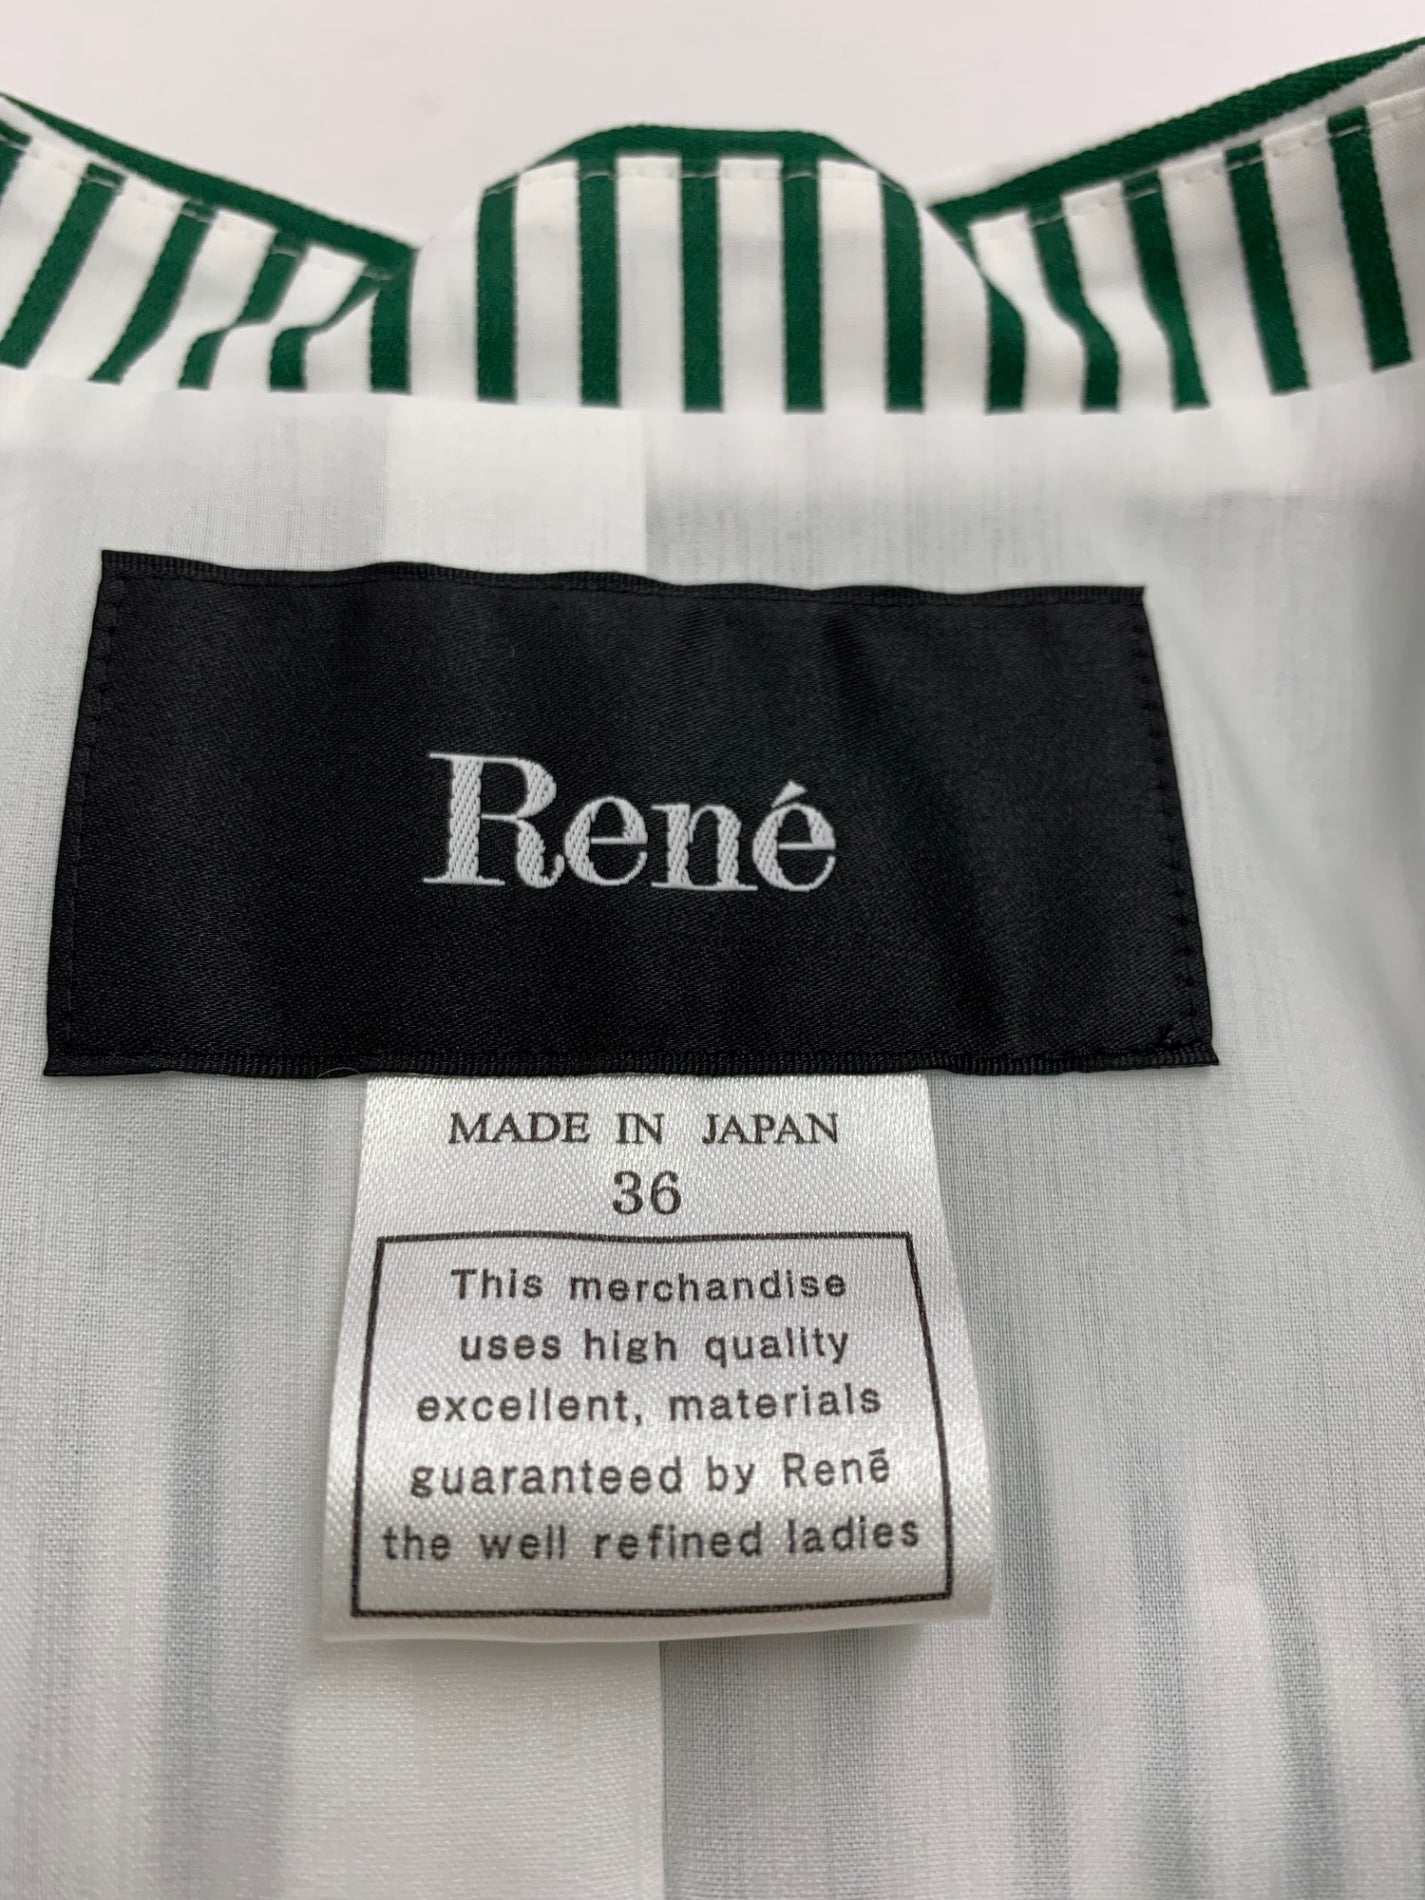 René
MADE IN JAPAN
36
This merchandise
uses high quality
excellent, materials
guaranteed by Renē
the well refined ladies